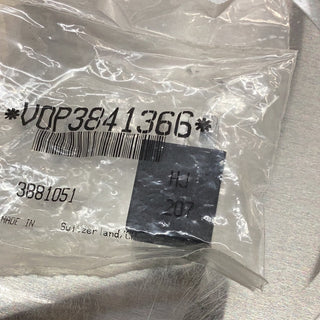 *VOP3841366*
3881051
MADE IN Switzerland/
HJ
207